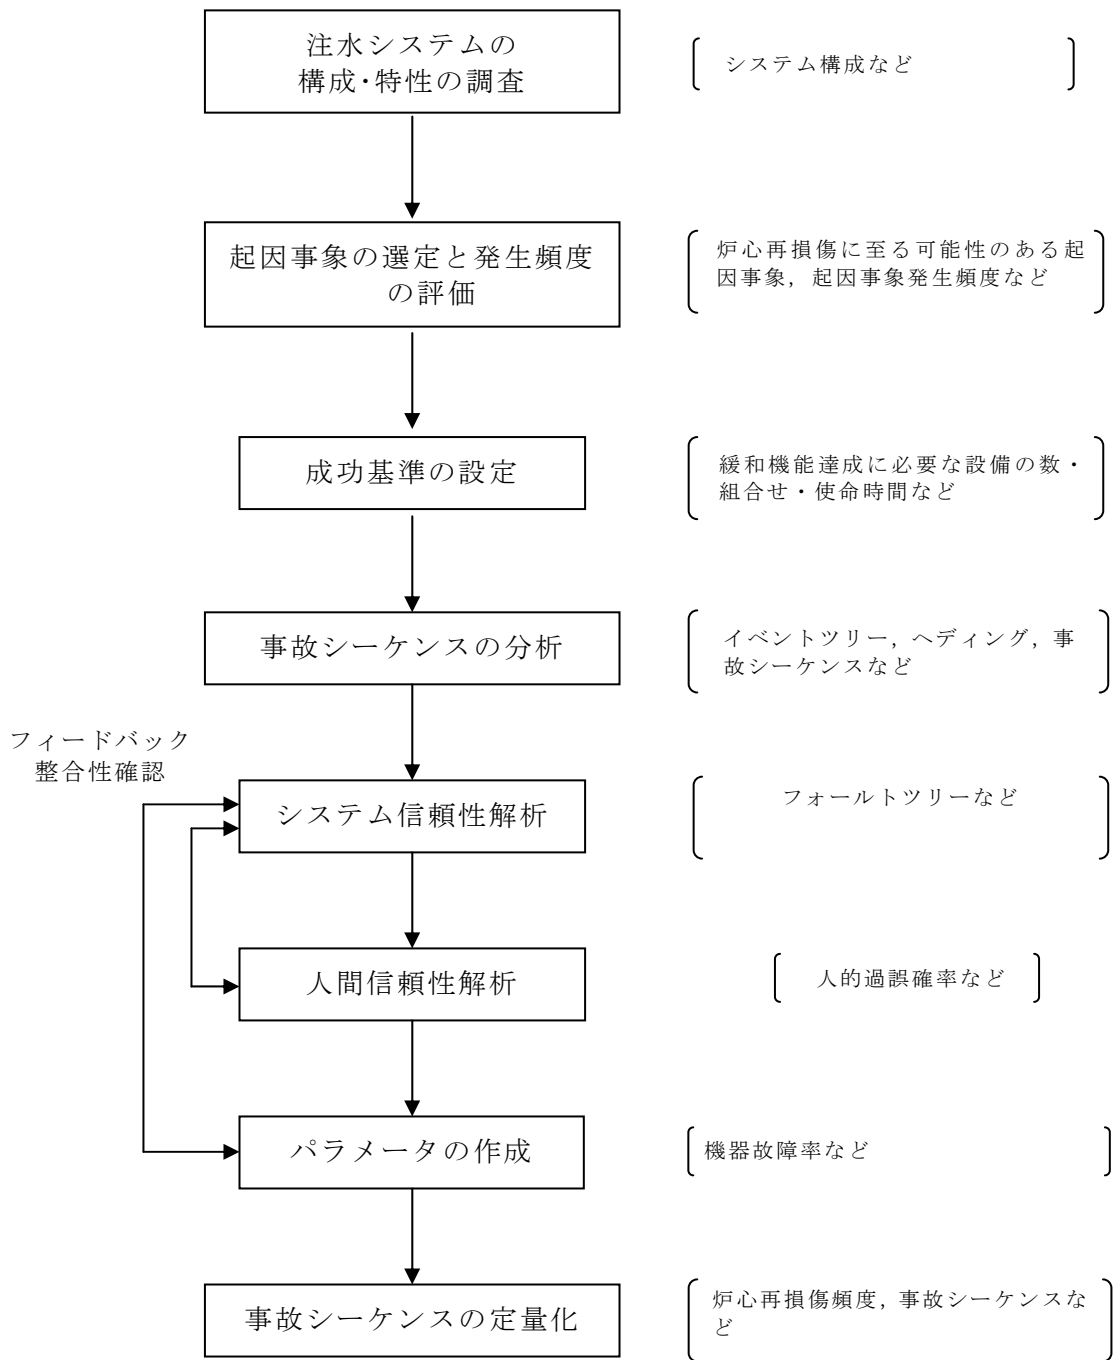 注水システムの
構成･特性の調査
システム構成など
起因事象の選定と発生頻度
の評価
炉心再損傷に至る可能性のある起
因事象，起因事象発生頻度など
成功基準の設定
緩和機能達成に必要な設備の数・
組合せ・使命時間など
事故シーケンスの分析
イベントツリー，ヘディング，事
故シーケンスなど
フィードバック
整合性確認
システム信頼性解析
フォールトツリーなど
人間信頼性解析
人的過誤確率など
パラメータの作成
機器故障率など
事故シーケンスの定量化
炉心再損傷頻度，事故シーケンスな
ど